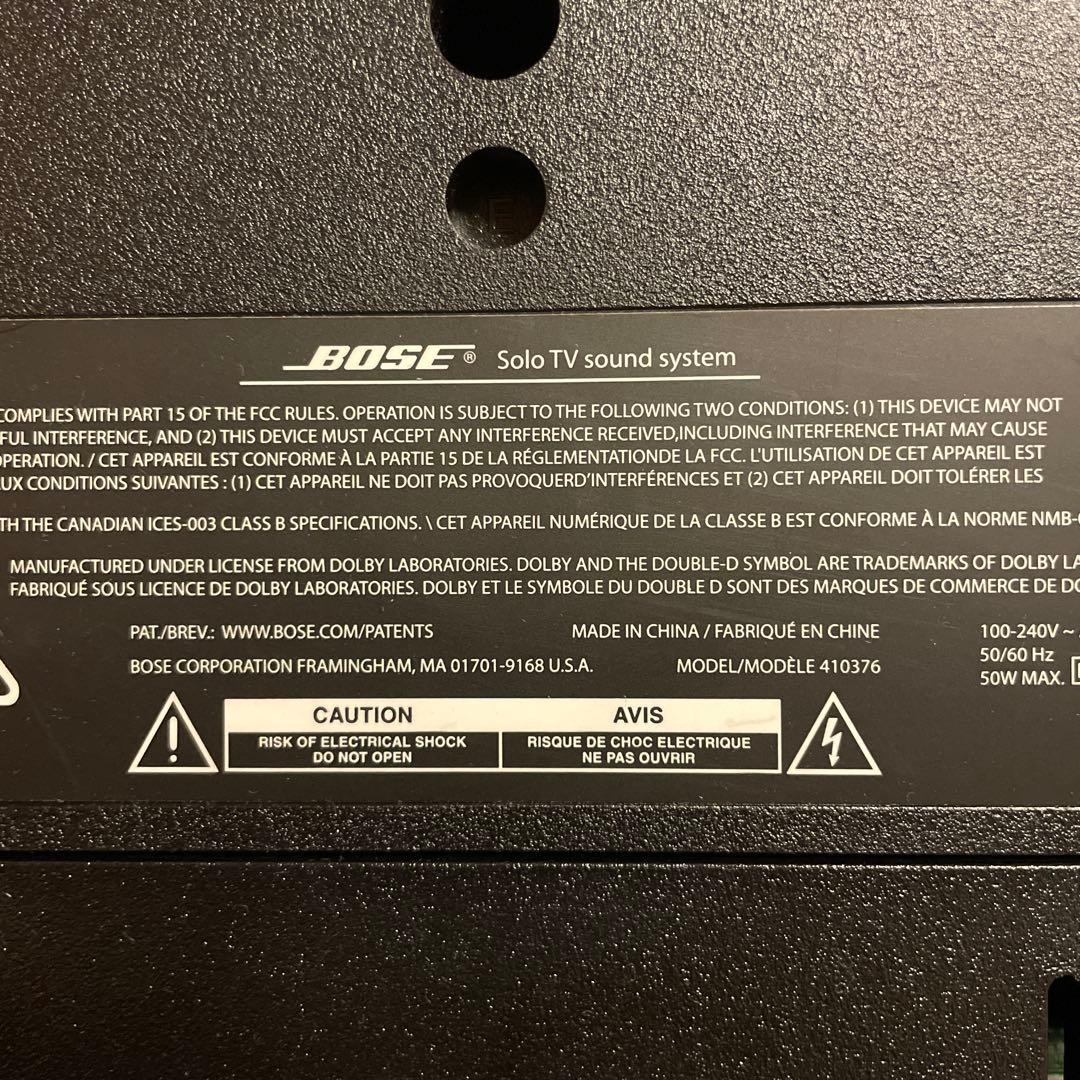 E
BOSE® Solo TV sound system
COMPLIES WITH PART 15 OF THE FCC RULES. OPERATION IS SUBJECT TO THE FOLLOWING TWO CONDITIONS: (1) THIS DEVICE MAY NOT
FUL INTERFERENCE, AND (2) THIS DEVICE MUST ACCEPT ANY INTERFERENCE RECEIVED,INCLUDING INTERFERENCE THAT MAY CAUSE
OPERATION. / CET APPAREIL EST CONFORME À LA PARTIE 15 DE LA RÉGLEMENTATIONDE LA FCC. L'UTILISATION DE CET APPAREIL EST
UX CONDITIONS SUIVANTES : (1) CET APPAREIL NE DOIT PAS PROVOQUERD'INTERFÉRENCES ET (2) CET APPAREIL DOIT TOLÉRER LES
TH THE CANADIAN ICES-003 CLASS B SPECIFICATIONS. \ CET APPAREIL NUMÉRIQUE DE LA CLASSE B EST CONFORME À LA NORME NMB-
MANUFACTURED UNDER LICENSE FROM DOLBY LABORATORIES. DOLBY AND THE DOUBLE-D SYMBOL ARE TRADEMARKS OF DOLBY LA
FABRIQUÉ SOUS LICENCE DE DOLBY LABORATORIES. DOLBY ET LE SYMBOLE DU DOUBLE D SONT DES MARQUES DE COMMERCE DE DO
PAT./BREV.: WWW.BOSE.COM/PATENTS MADE IN CHINA / FABRIQUÉ EN CHINE 100-240V ~
50/60 Hz
BOSE CORPORATION FRAMINGHAM, MA 01701-9168 U.S.A. MODEL/MODÈLE 410376 50W MAX.
CAUTION AVIS
RISK OF ELECTRICAL SHOCK RISQUE DE CHOC ELECTRIQUE
DO NOT OPEN NE PAS OUVRIR